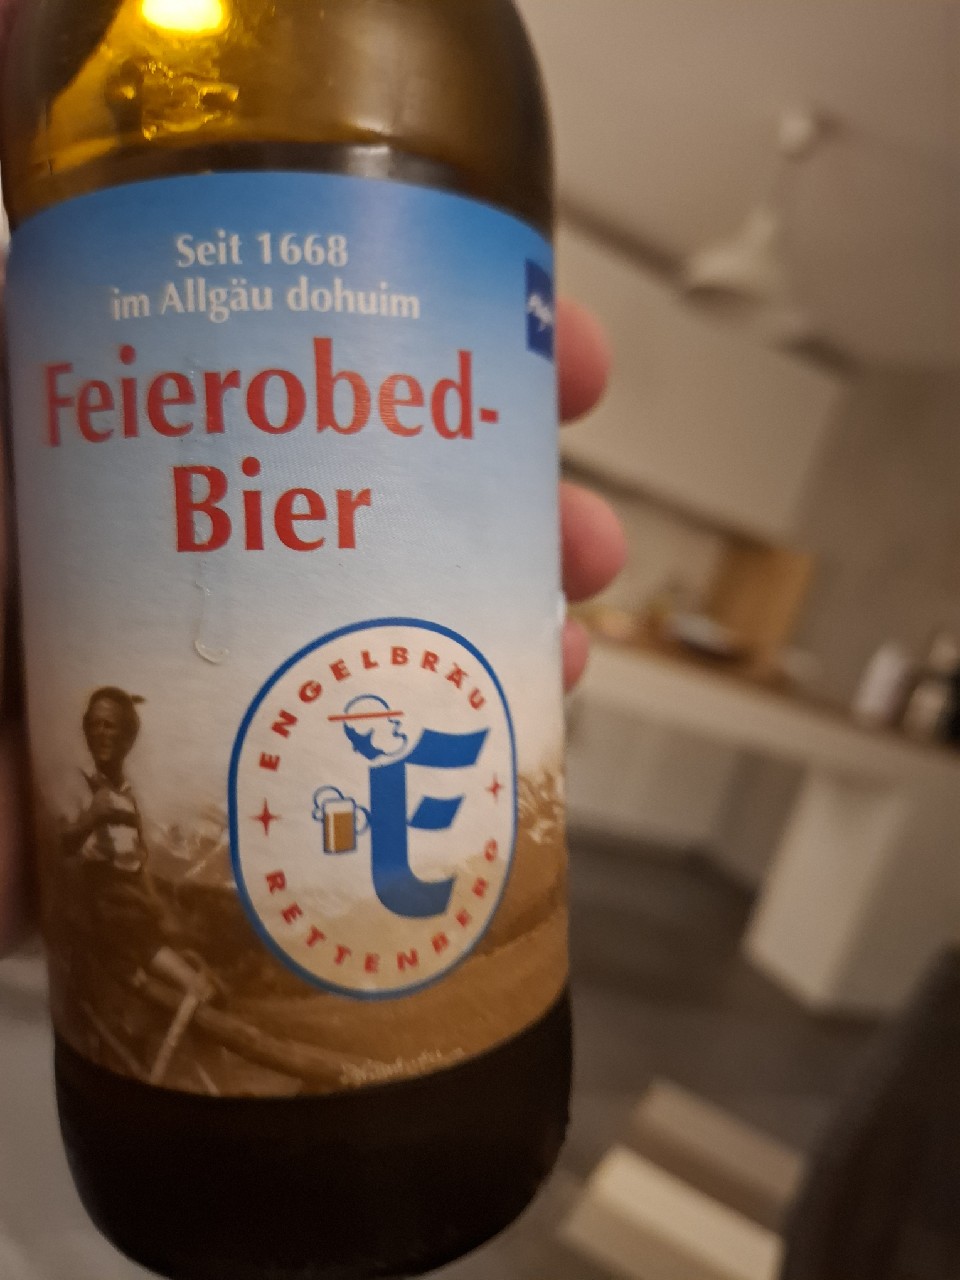 Seit 1668
im Allgäu dohuim
Feierobed-
Bier
ENGELBRÄU
E
RETTENBERG